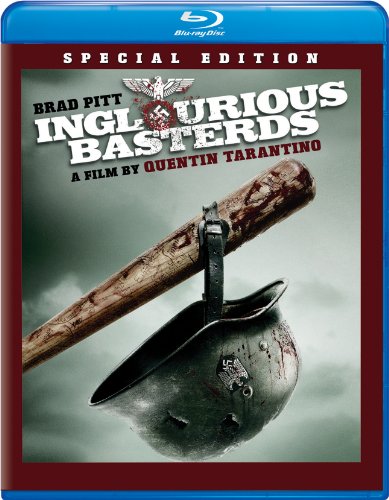 Blu-ray Disc
SPECIAL EDITION
BRAD PITT
INGLOURIOUS
BASTERDS
A FILM BY QUENTIN TARANTINO